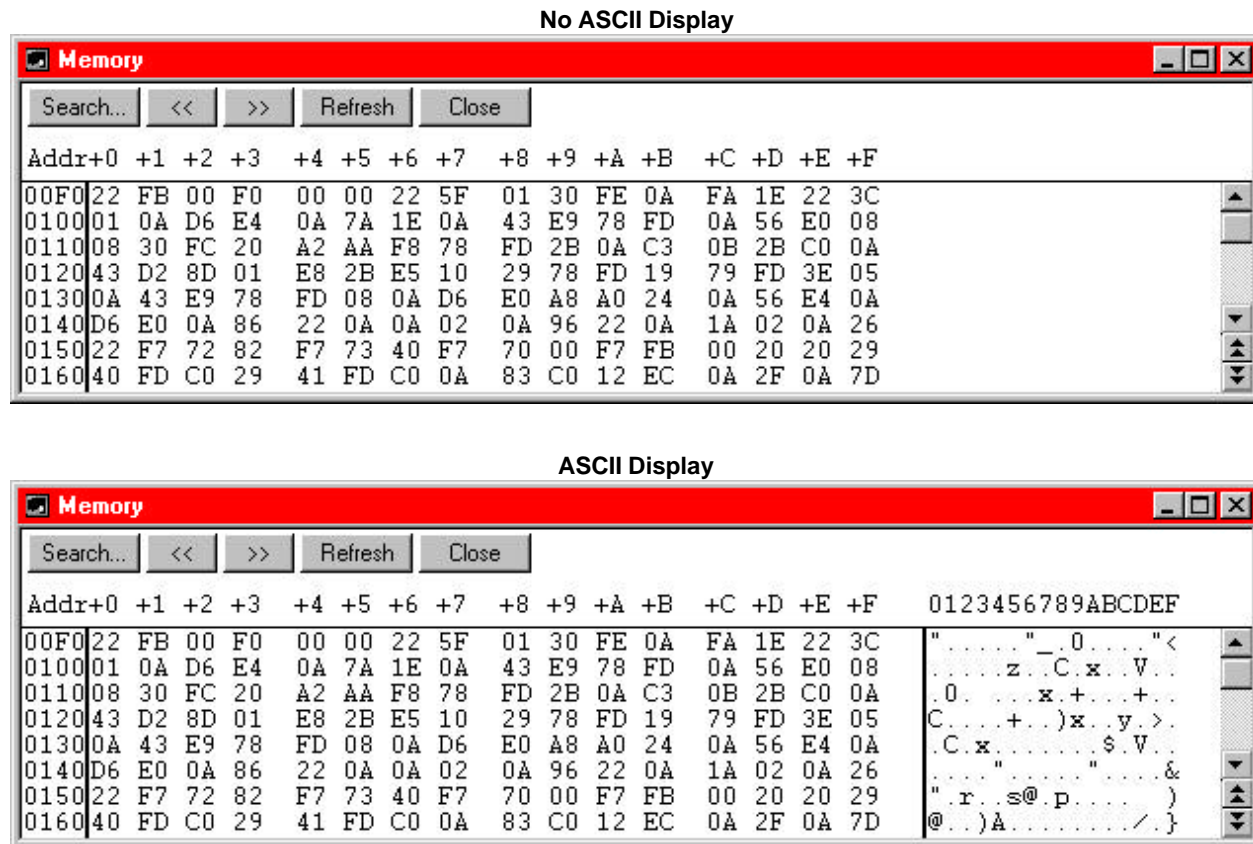 No ASCII Display
Memory
Search... << >> Refresh Close
Addr+0 +1 +2 +3 +4 +5 +6 +7 +8 +9 +A +B +C +D +E +F
00F0 22 FB 00 F0 00 00 22 5F 01 30 FE 0A FA 1E 22 3C
0100 01 0A D6 E4 0A 7A 1E 0A 43 E9 78 FD 0A 56 E0 08
0110 08 30 FC 20 A2 AA F8 78 FD 2B 0A C3 0B 2B C0 0A
0120 43 D2 8D 01 E8 2B E5 10 29 78 FD 19 79 FD 3E 05
0130 0A 43 E9 78 FD 08 0A D6 E0 A8 A0 24 0A 56 E4 0A
0140 D6 E0 0A 86 22 0A 0A 02 0A 96 22 0A 1A 02 0A 26
0150 22 F7 72 82 F7 73 40 F7 70 00 F7 FB 00 20 20 29
0160 40 FD C0 29 41 FD C0 0A 83 C0 12 EC 0A 2F 0A 7D
ASCII Display
Memory
Search... << >> Refresh Close
Addr+0 +1 +2 +3 +4 +5 +6 +7 +8 +9 +A +B +C +D +E +F 0123456789ABCDEF
00F0 22 FB 00 F0 00 00 22 5F 01 30 FE 0A FA 1E 22 3C "....."_.0...."<
0100 01 0A D6 E4 0A 7A 1E 0A 43 E9 78 FD 0A 56 E0 08 .....z..C.x..V..
0110 08 30 FC 20 A2 AA F8 78 FD 2B 0A C3 0B 2B C0 0A .0. ...x.+...+..
0120 43 D2 8D 01 E8 2B E5 10 29 78 FD 19 79 FD 3E 05 C....+..)x..y.>.
0130 0A 43 E9 78 FD 08 0A D6 E0 A8 A0 24 0A 56 E4 0A .C.x.......$.V..
0140 D6 E0 0A 86 22 0A 0A 02 0A 96 22 0A 1A 02 0A 26 ....".....”....&
0150 22 F7 72 82 F7 73 40 F7 70 00 F7 FB 00 20 20 29 ".r..s@.p....  )
0160 40 FD C0 29 41 FD C0 0A 83 C0 12 EC 0A 2F 0A 7D @..)A......../.}